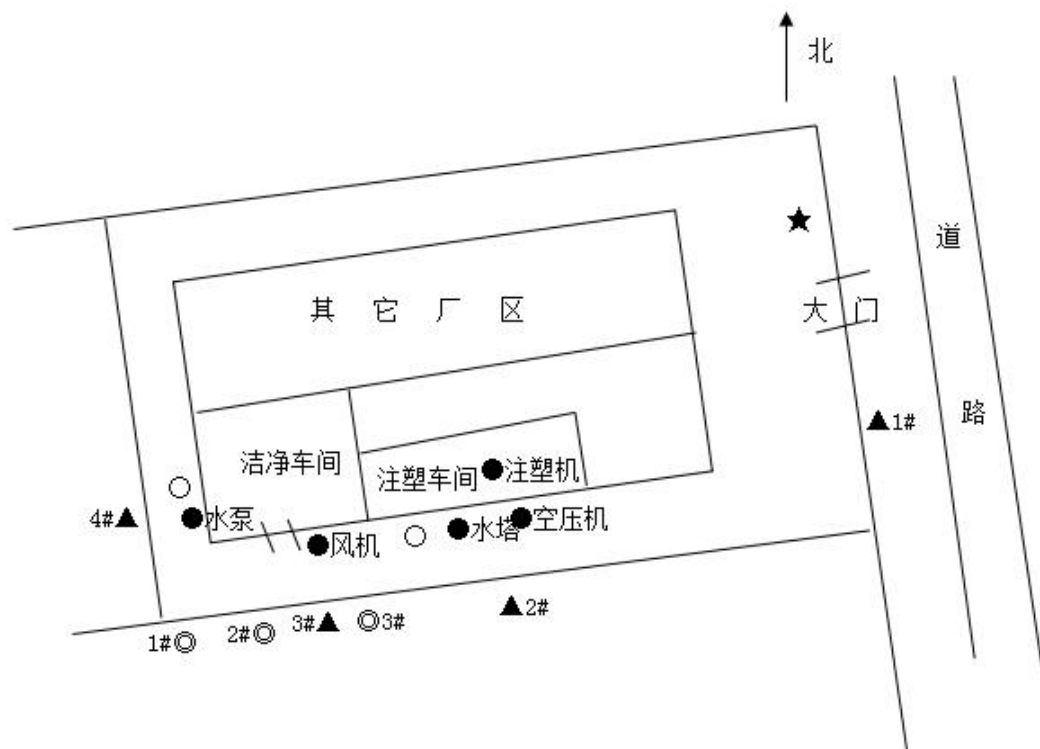 北
道
其它厂区
大门
路
▲1#
洁净车间
注塑车间
●注塑机
4#▲
●水泵
●风机
●水塔
●空压机
1#◎
2#◎
3#▲
◎3#
▲2#